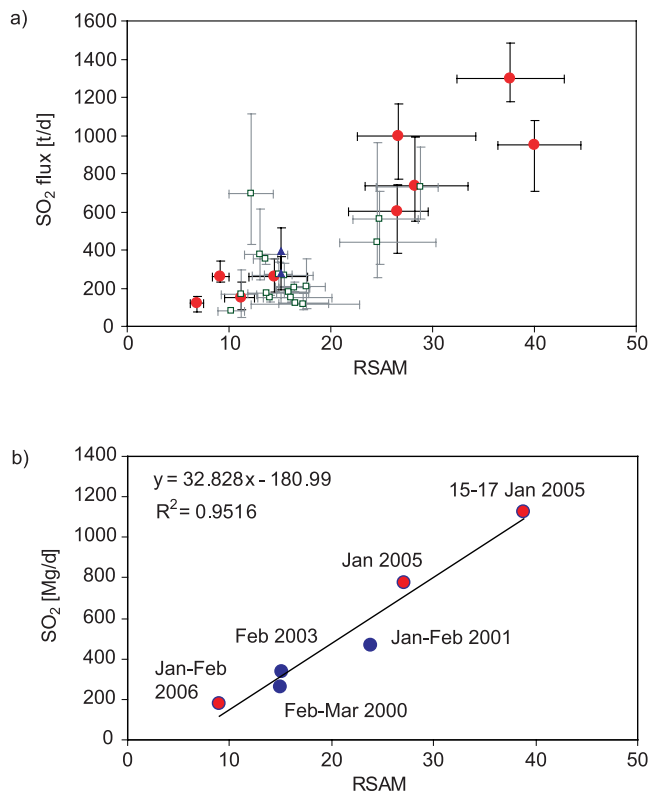 a)
1600
1400
1200
1000
800
600
400
200
0
SO2 flux [t/d]
0 10 20 30 40 50
RSAM
b)
1400
1200
1000
800
600
400
200
0
SO2 [Mg/d]
y = 32.828x - 180.99
R2 = 0.9516
15-17 Jan 2005
Jan 2005
Feb 2003
Jan-Feb 2001
Jan-Feb
2006
Feb-Mar 2000
0 10 20 30 40 50
RSAM